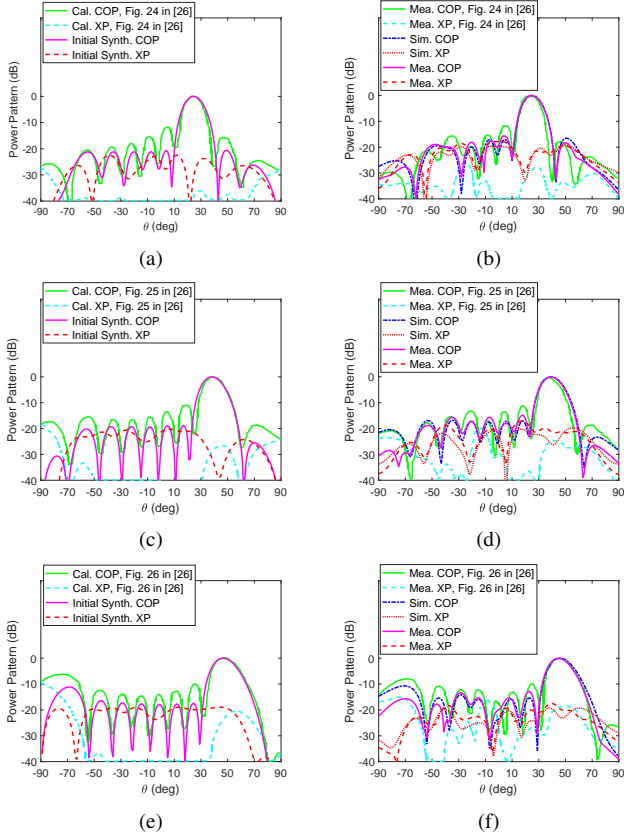 Cal. COP, Fig. 24 in [26]
Cal. XP, Fig. 24 in [26]
Initial Synth. COP
Initial Synth. XP
Power Pattern (dB)
0
-10
-20
-30
-40
-90 -70 -50 -30 -10 10 30 50 70 90
θ (deg)
(a)
Mea. COP, Fig. 24 in [26]
Mea. XP, Fig. 24 in [26]
Sim. COP
Sim. XP
Mea. COP
Mea. XP
Power Pattern (dB)
0
-10
-20
-30
-40
-90 -70 -50 -30 -10 10 30 50 70 90
θ (deg)
(b)
Cal. COP, Fig. 25 in [26]
Cal. XP, Fig. 25 in [26]
Initial Synth. COP
Initial Synth. XP
Power Pattern (dB)
0
-10
-20
-30
-40
-90 -70 -50 -30 -10 10 30 50 70 90
θ (deg)
(c)
Mea. COP, Fig. 25 in [26]
Mea. XP, Fig. 25 in [26]
Sim. COP
Sim. XP
Mea. COP
Mea. XP
Power Pattern (dB)
0
-10
-20
-30
-40
-90 -70 -50 -30 -10 10 30 50 70 90
θ (deg)
(d)
Cal. COP, Fig. 26 in [26]
Cal. XP, Fig. 26 in [26]
Initial Synth. COP
Initial Synth. XP
Power Pattern (dB)
0
-10
-20
-30
-40
-90 -70 -50 -30 -10 10 30 50 70 90
θ (deg)
(e)
Mea. COP, Fig. 26 in [26]
Mea. XP, Fig. 26 in [26]
Sim. COP
Sim. XP
Mea. COP
Mea. XP
Power Pattern (dB)
0
-10
-20
-30
-40
-90 -70 -50 -30 -10 10 30 50 70 90
θ (deg)
(f)